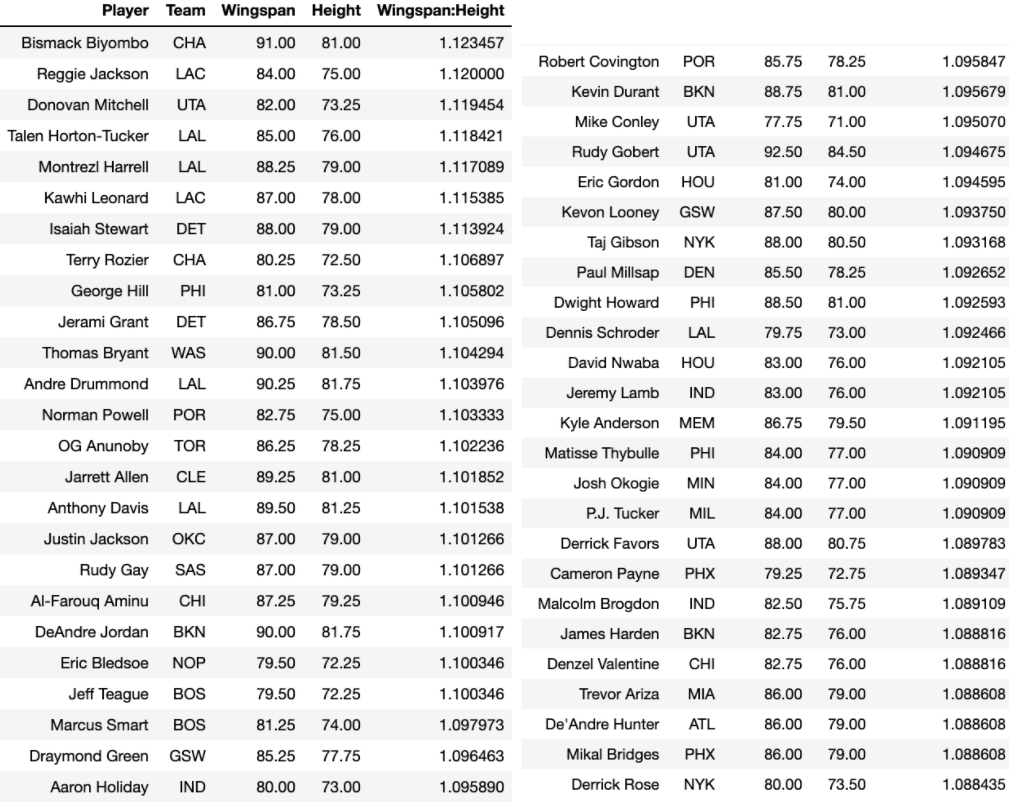 Player Team Wingspan Height Wingspan:Height
Bismack Biyombo CHA 91.00 81.00 1.123457
Reggie Jackson LAC 84.00 75.00 1.120000
Donovan Mitchell UTA 82.00 73.25 1.119454
Talen Horton-Tucker LAL 85.00 76.00 1.118421
Montrezl Harrell LAL 88.25 79.00 1.117089
Kawhi Leonard LAC 87.00 78.00 1.115385
Isaiah Stewart DET 88.00 79.00 1.113924
Terry Rozier CHA 80.25 72.50 1.106897
George Hill PHI 81.00 73.25 1.105802
Jerami Grant DET 86.75 78.50 1.105096
Thomas Bryant WAS 90.00 81.50 1.104294
Andre Drummond LAL 90.25 81.75 1.103976
Norman Powell POR 82.75 75.00 1.103333
OG Anunoby TOR 86.25 78.25 1.102236
Jarrett Allen CLE 89.25 81.00 1.101852
Anthony Davis LAL 89.50 81.25 1.101538
Justin Jackson OKC 87.00 79.00 1.101266
Rudy Gay SAS 87.00 79.00 1.101266
Al-Farouq Aminu CHI 87.25 79.25 1.100946
DeAndre Jordan BKN 90.00 81.75 1.100917
Eric Bledsoe NOP 79.50 72.25 1.100346
Jeff Teague BOS 79.50 72.25 1.100346
Marcus Smart BOS 81.25 74.00 1.097973
Draymond Green GSW 85.25 77.75 1.096463
Aaron Holiday IND 80.00 73.00 1.095890
Robert Covington POR 85.75 78.25 1.095847
Kevin Durant BKN 88.75 81.00 1.095679
Mike Conley UTA 77.75 71.00 1.095070
Rudy Gobert UTA 92.50 84.50 1.094675
Eric Gordon HOU 81.00 74.00 1.094595
Kevon Looney GSW 87.50 80.00 1.093750
Taj Gibson NYK 88.00 80.50 1.093168
Paul Millsap DEN 85.50 78.25 1.092652
Dwight Howard PHI 88.50 81.00 1.092593
Dennis Schroder LAL 79.75 73.00 1.092466
David Nwaba HOU 83.00 76.00 1.092105
Jeremy Lamb IND 83.00 76.00 1.092105
Kyle Anderson MEM 86.75 79.50 1.091195
Matisse Thybulle PHI 84.00 77.00 1.090909
Josh Okogie MIN 84.00 77.00 1.090909
P.J. Tucker MIL 84.00 77.00 1.090909
Derrick Favors UTA 88.00 80.75 1.089783
Cameron Payne PHX 79.25 72.75 1.089347
Malcolm Brogdon IND 82.50 75.75 1.089109
James Harden BKN 82.75 76.00 1.088816
Denzel Valentine CHI 82.75 76.00 1.088816
Trevor Ariza MIA 86.00 79.00 1.088608
De'Andre Hunter ATL 86.00 79.00 1.088608
Mikal Bridges PHX 86.00 79.00 1.088608
Derrick Rose NYK 80.00 73.50 1.088435